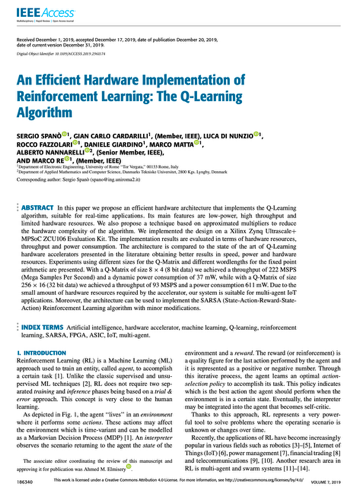 IEEE Access
Received December 1, 2019, accepted December 17, 2019, date of publication December 20, 2019,
date of current version December 31, 2019.
Digital Object Identifier 10.1109/ACCESS.2019.2961174
An Efficient Hardware Implementation of
Reinforcement Learning: The Q-Learning
Algorithm
SERGIO SPANÒ 1, GIAN CARLO CARDARILLI1, (Member, IEEE), LUCA DI NUNZIO 1,
ROCCO FAZZOLARI 1, DANIELE GIARDINO1, MARCO MATTA 1,
ALBERTO NANNARELLI 2, (Senior Member, IEEE),
AND MARCO RE 1, (Member, IEEE)
1Department of Electronic Engineering, University of Rome "Tor Vergata," 00133 Rome, Italy
2Department of Applied Mathematics and Computer Science, Danmarks Tekniske Universitet, 2800 Kgs. Lyngby, Denmark
Corresponding author: Sergio Spanò (spano@ing.uniroma2.it)
ABSTRACT In this paper we propose an efficient hardware architecture that implements the Q-Learning
algorithm, suitable for real-time applications. Its main features are low-power, high throughput and
limited hardware resources. We also propose a technique based on approximated multipliers to reduce
the hardware complexity of the algorithm. We implemented the design on a Xilinx Zynq Ultrascale+
MPSoC ZCU106 Evaluation Kit. The implementation results are evaluated in terms of hardware resources,
throughput and power consumption. The architecture is compared to the state of the art of Q-Learning
hardware accelerators presented in the literature obtaining better results in speed, power and hardware
resources. Experiments using different sizes for the Q-Matrix and different wordlengths for the fixed point
arithmetic are presented. With a Q-Matrix of size 8 × 4 (8 bit data) we achieved a throughput of 222 MSPS
(Mega Samples Per Second) and a power consumption of 37 mW, while with a Q-Matrix of size
256 × 16 (32 bit data) we achieved a throughput of 93 MSPS and a power consumption 611 mW. Due to the
small amount of hardware resources required by the accelerator, our system is suitable for multi-agent IoT
applications. Moreover, the architecture can be used to implement the SARSA (State-Action-Reward-State-
Action) Reinforcement Learning algorithm with minor modifications.
INDEX TERMS Artificial intelligence, hardware accelerator, machine learning, Q-learning, reinforcement
learning, SARSA, FPGA, ASIC, IoT, multi-agent.
I. INTRODUCTION
Reinforcement Learning (RL) is a Machine Learning (ML)
approach used to train an entity, called agent, to accomplish
a certain task [1]. Unlike the classic supervised and unsu-
pervised ML techniques [2], RL does not require two sep-
arated training and inference phases being based on a trial &
error approach. This concept is very close to the human
learning.
As depicted in Fig. 1, the agent "lives" in an environment
where it performs some actions. These actions may affect
the environment which is time-variant and can be modelled
as a Markovian Decision Process (MDP) [1]. An interpreter
observes the scenario returning to the agent the state of the
The associate editor coordinating the review of this manuscript and
approving it for publication was Ahmed M. Elmisery
environment and a reward. The reward (or reinforcement) is
a quality figure for the last action performed by the agent and
it is represented as a positive or negative number. Through
this iterative process, the agent learns an optimal action-
selection policy to accomplish its task. This policy indicates
which is the best action the agent should perform when the
environment is in a certain state. Eventually, the interpreter
may be integrated into the agent that becomes self-critic.
Thanks to this approach, RL represents a very power-
ful tool to solve problems where the operating scenario is
unknown or changes over time.
Recently, the applications of RL have become increasingly
popular in various fields such as robotics [3]–[5], Internet of
Things (IoT) [6], power management [7], financial trading [8]
and telecommunications [9], [10]. Another research area in
RL is multi-agent and swarm systems [11]–[14].
186340
This work is licensed under a Creative Commons Attribution 4.0 License. For more information, see http://creativecommons.org/licenses/by/4.0/
VOLUME 7, 2019